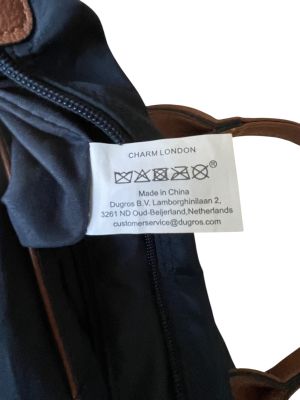 CHARM LONDON
Made in China
Dugros B.V. Lamborghinilaan 2,
3261 ND Oud-Beijerland, Netherlands
customerservice@dugros.com